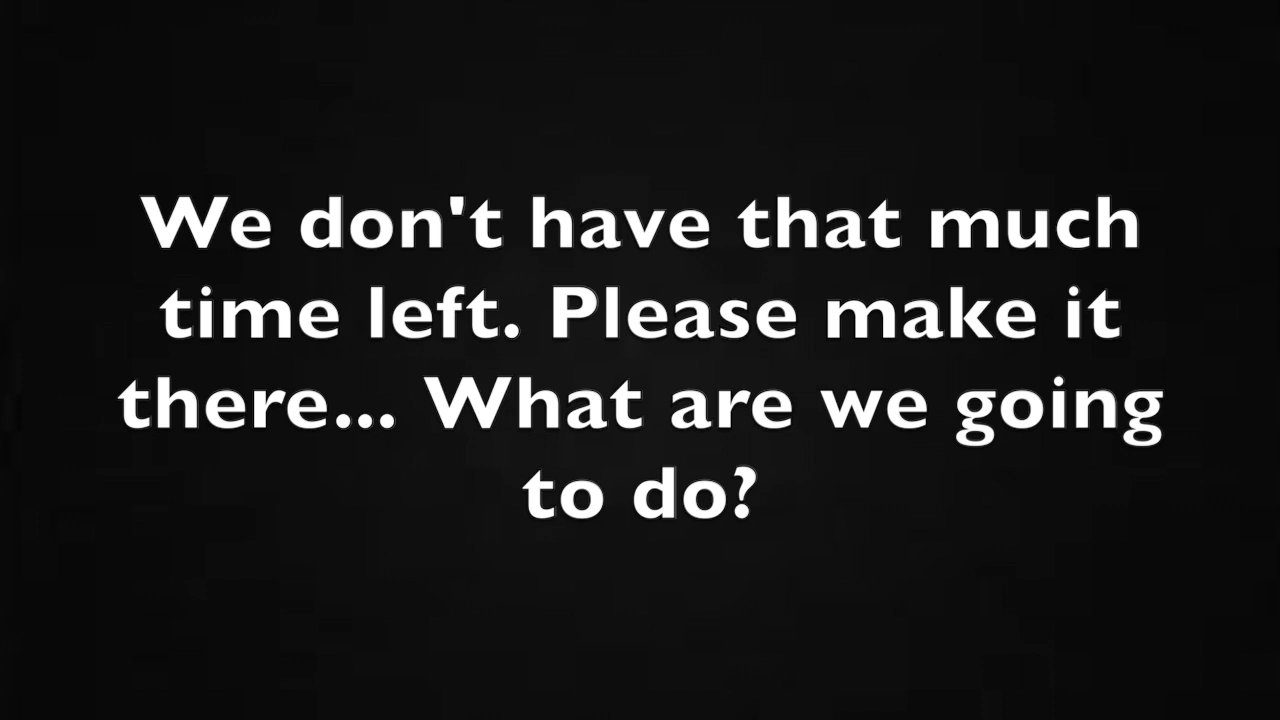 We don't have that much
time left. Please make it
there... What are we going
to do?